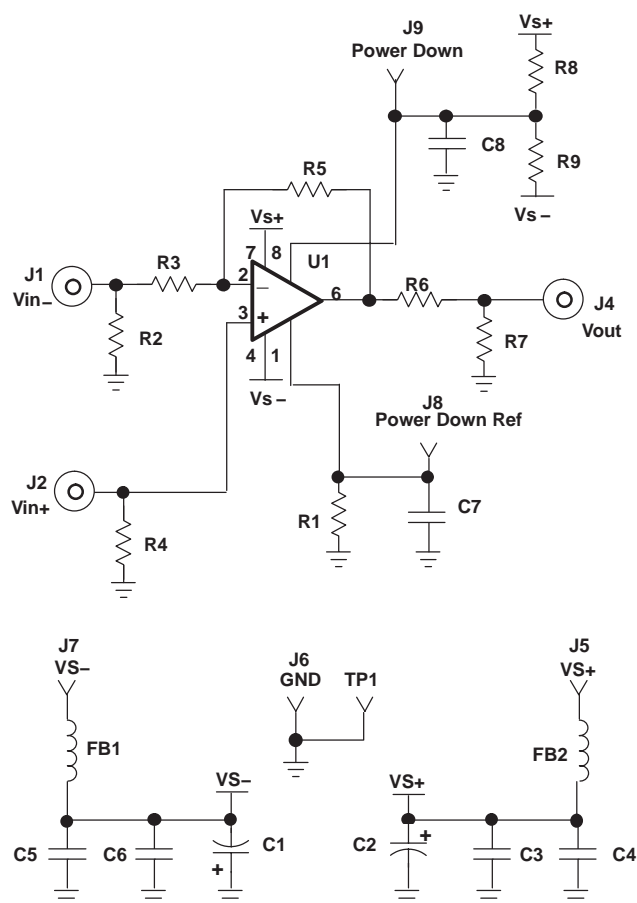 J9
Power Down
Vs+
R8
C8
R9
Vs−
R5
Vs+
7 8
U1
J1
Vin−
R3
2
−
6
R6
J4
Vout
3
+
R2
R7
4 1
Vs−
J8
Power Down Ref
J2
Vin+
R1
C7
R4
J7
VS−
J6
GND
TP1
J5
VS+
FB1
FB2
VS−
VS+
C5
C6
C1
+
C2
+
C3
C4